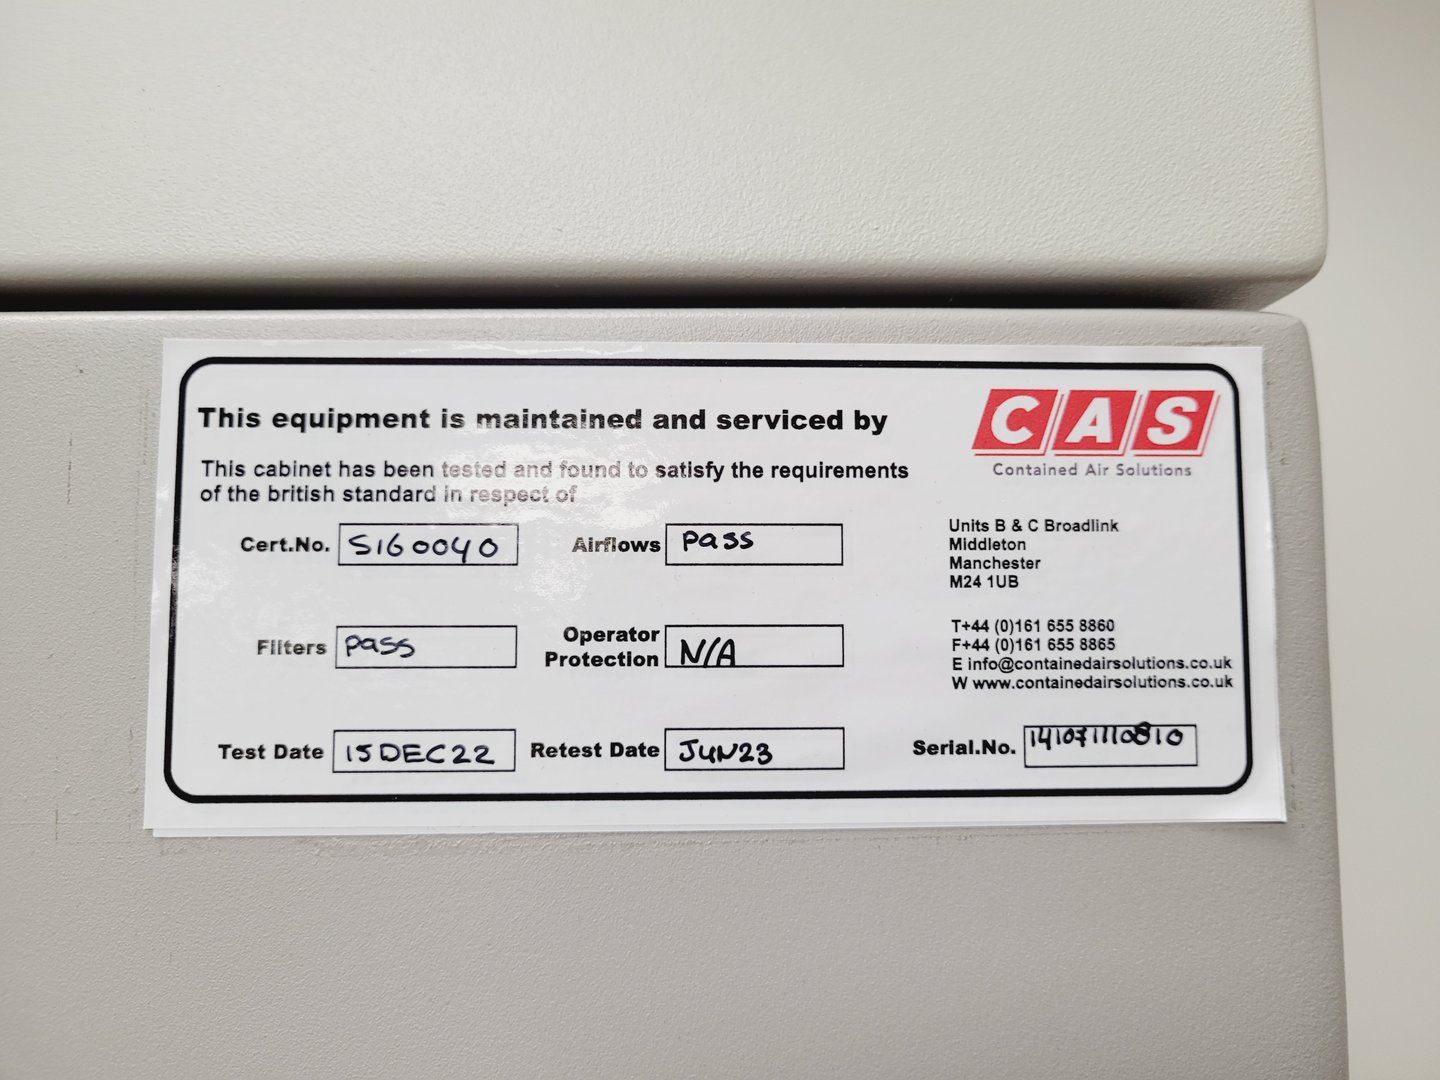 This equipment is maintained and serviced by
CAS
Contained Air Solutions
This cabinet has been tested and found to satisfy the requirements
of the british standard in respect of
Cert.No. S160040
Airflows Pass
Units B & C Broadlink
Middleton
Manchester
M24 1UB
Filters Pass
Operator
Protection N/A
T+44 (0)161 655 8860
F+44 (0)161 655 8865
E info@containedairsolutions.co.uk
W www.containedairsolutions.co.uk
Test Date 15DEC22
Retest Date JUN23
Serial.No.